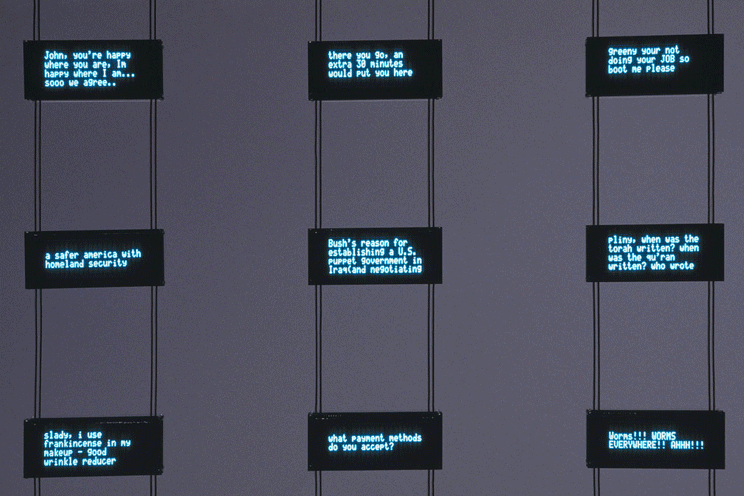 John, you're happy
where you are, Im
happy where I am...
sooo we agree..
there you go, an
extra 30 minutes
would put you here
greeny your not
doing your JOB so
boot me please
a safer america with
homeland security
Bush's reason for
establishing a U.S.
puppet government in
Iraq(and negotiating
pliny, when was the
torah written? when
was the qu'ran
written? who wrote
slady, i use
frankincense in my
makeup - good
wrinkle reducer
what payment methods
do you accept?
Worms!!! WORMS
EVERYWHERE!! AHHH!!!